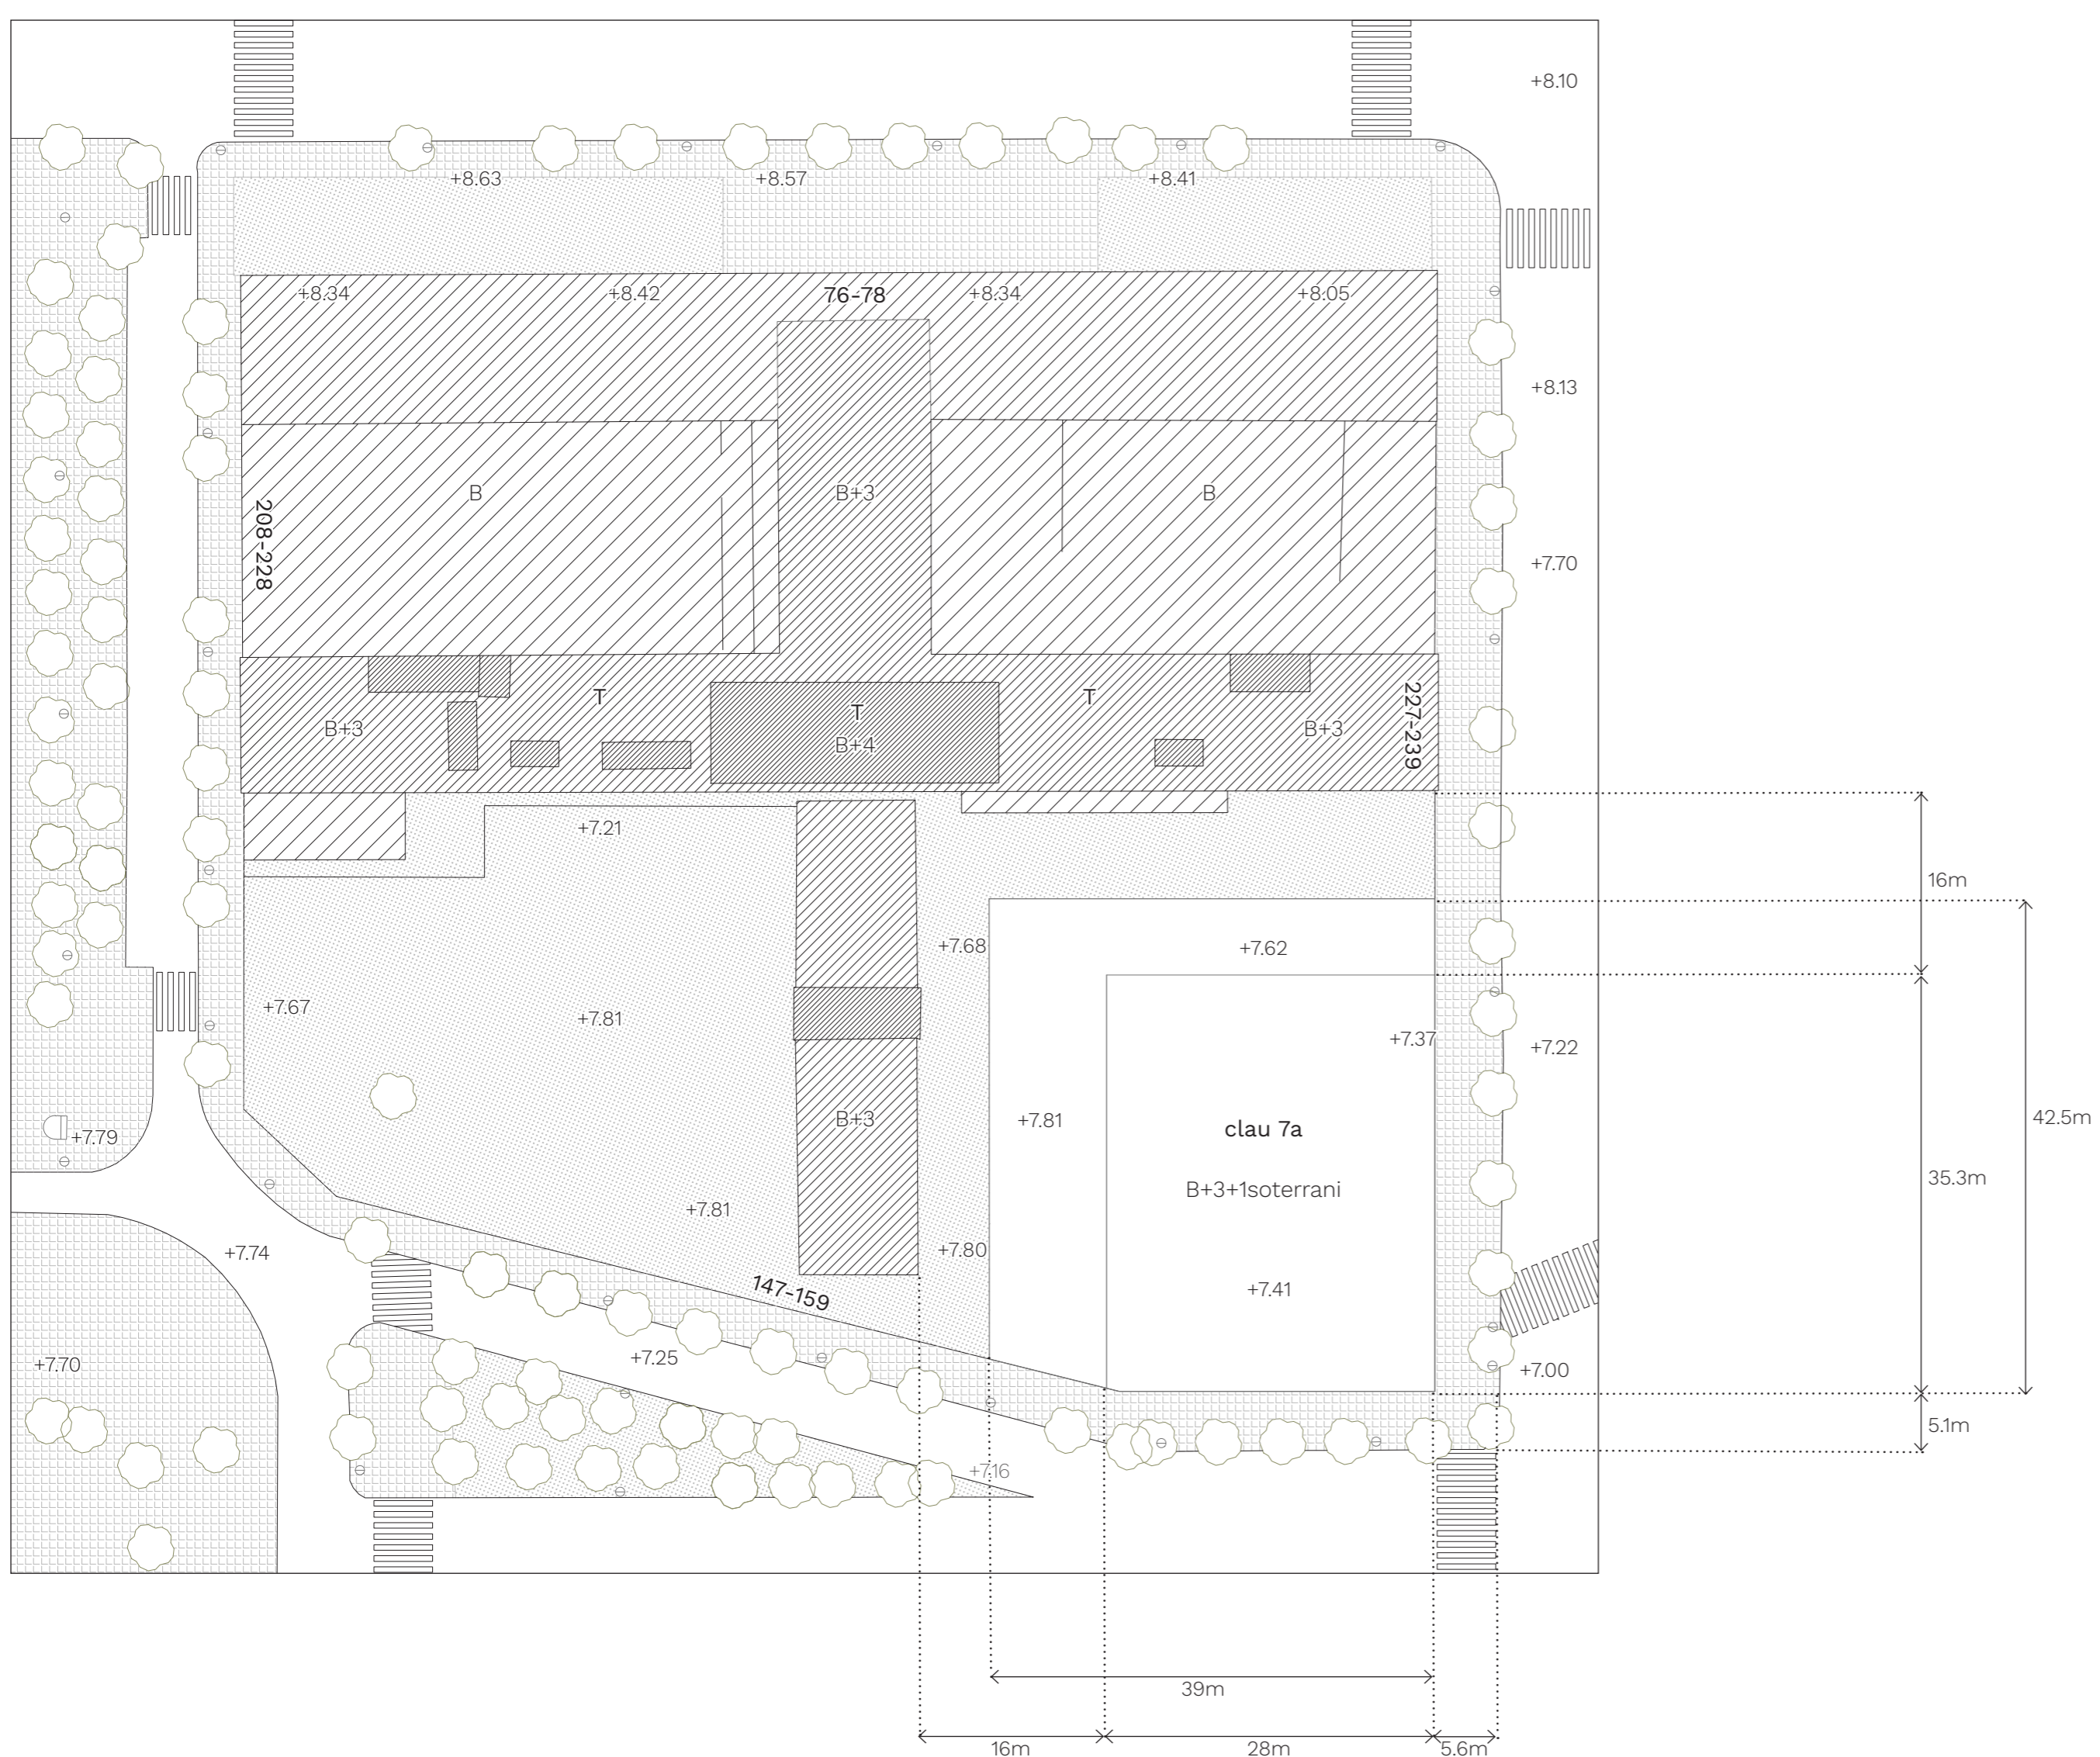 +8.10
+8.63
+8.57
+8.41
+8.34
+8.42
76-78
+8.34
+8.05
+8.13
B
B+3
B
208-228
+7.70
T
T
T
B+3
B+4
B+3
227-239
+7.21
16m
+7.68
+7.62
+7.67
+7.81
+7.37
+7.22
B+3
+7.81
clau 7a
42.5m
+7.79
B+3+1soterrani
35.3m
+7.81
+7.74
+7.80
147-159
+7.41
+7.70
+7.25
+7.00
5.1m
+7.16
39m
16m
28m
5.6m